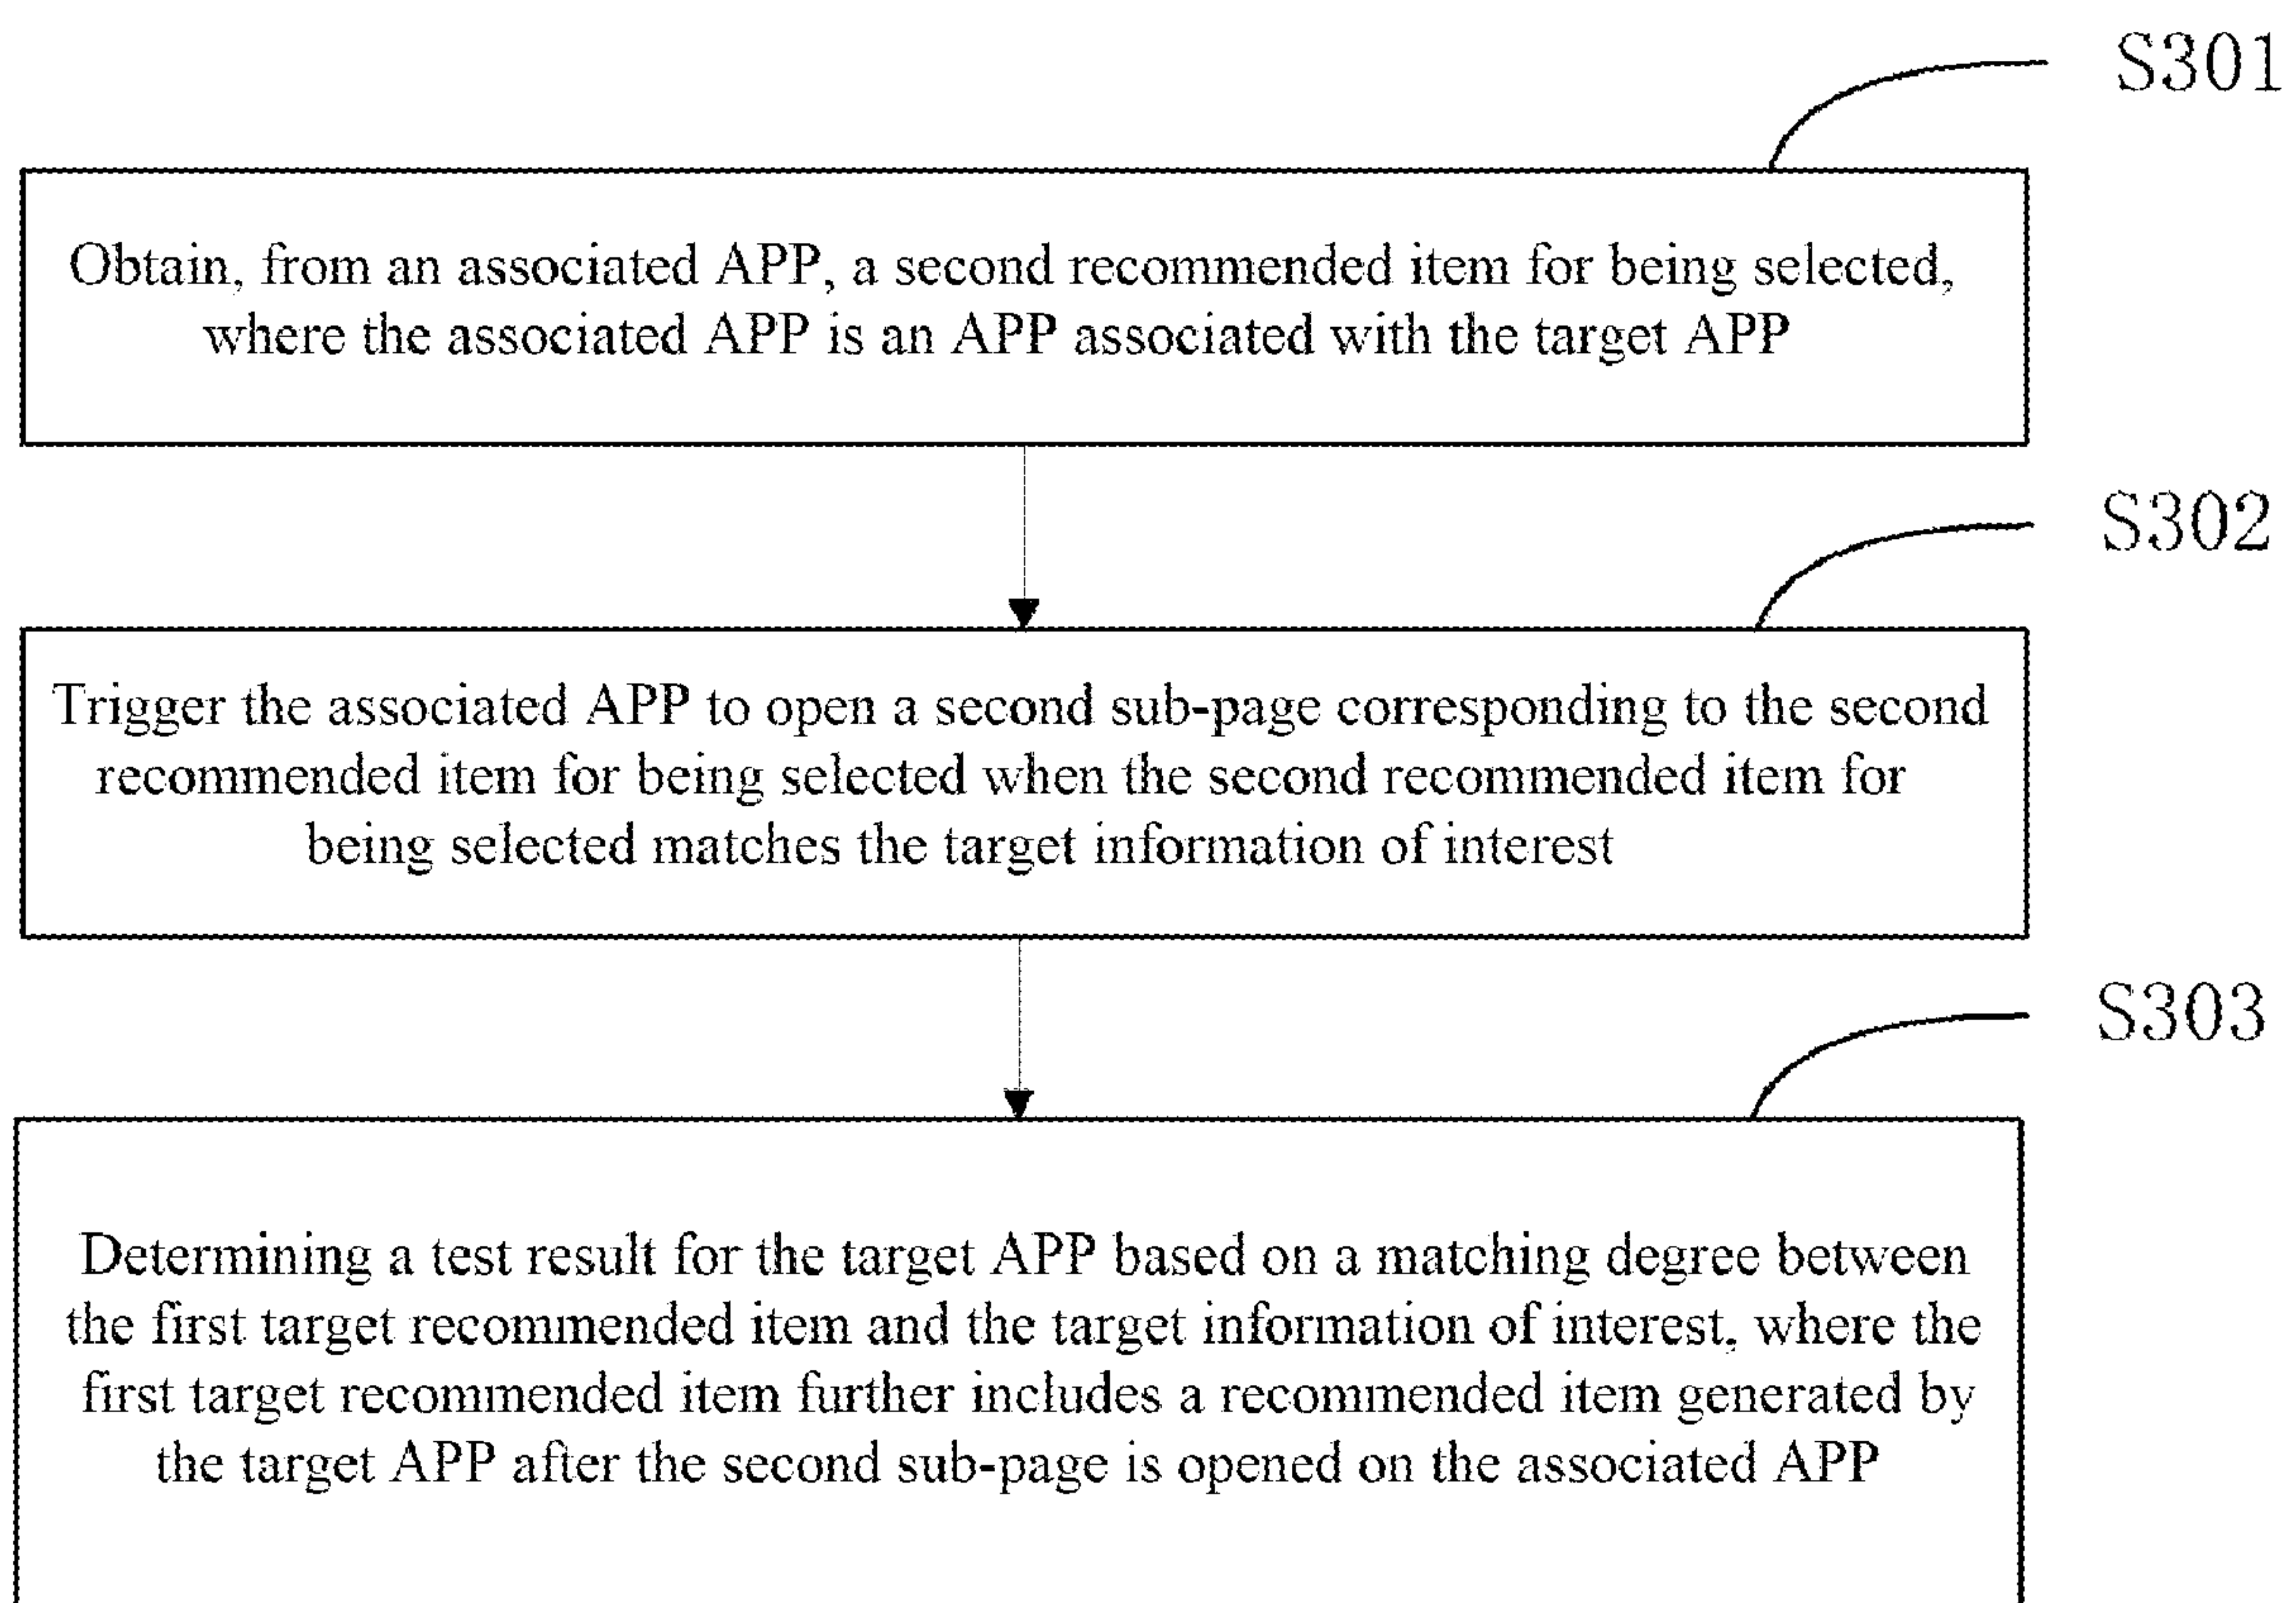 S301
Obtain, from an associated APP, a second recommended item for being selected,
where the associated APP is an APP associated with the target APP
S302
Trigger the associated APP to open a second sub-page corresponding to the second
recommended item for being selected when the second recommended item for
being selected matches the target information of interest
S303
Determining a test result for the target APP based on a matching degree between
the first target recommended item and the target information of interest, where the
first target recommended item further includes a recommended item generated by
the target APP after the second sub-page is opened on the associated APP